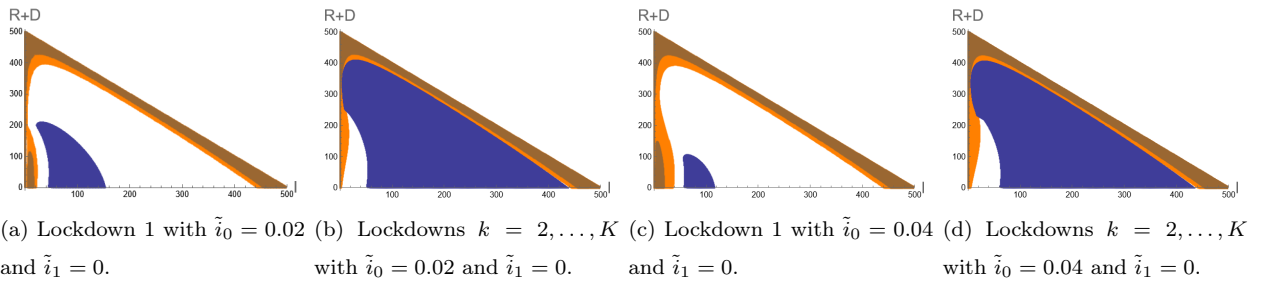 R+D R+D R+D R+D
500 500 500 500
400 400 400 400
300 300 300 300
200 200 200 200
100 100 100 100
0 0 0 0
100 200 300 400 500 I 100 200 300 400 500 I 100 200 300 400 500 I 100 200 300 400 500 I
(a) Lockdown 1 with ĩ₀ = 0.02 (b) Lockdowns k = 2, . . . , K (c) Lockdown 1 with ĩ₀ = 0.04 (d) Lockdowns k = 2, . . . , K
and ĩ₁ = 0. with ĩ₀ = 0.02 and ĩ₁ = 0. and ĩ₁ = 0. with ĩ₀ = 0.04 and ĩ₁ = 0.